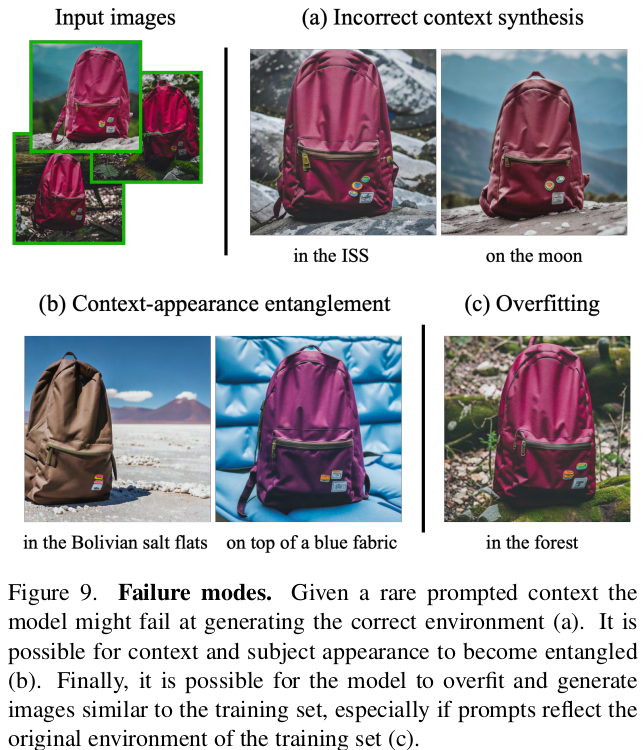 Input images
(a) Incorrect context synthesis
in the ISS
on the moon
(b) Context-appearance entanglement
(c) Overfitting
in the Bolivian salt flats
on top of a blue fabric
in the forest
Figure 9. Failure modes. Given a rare prompted context the
model might fail at generating the correct environment (a). It is
possible for context and subject appearance to become entangled
(b). Finally, it is possible for the model to overfit and generate
images similar to the training set, especially if prompts reflect the
original environment of the training set (c).